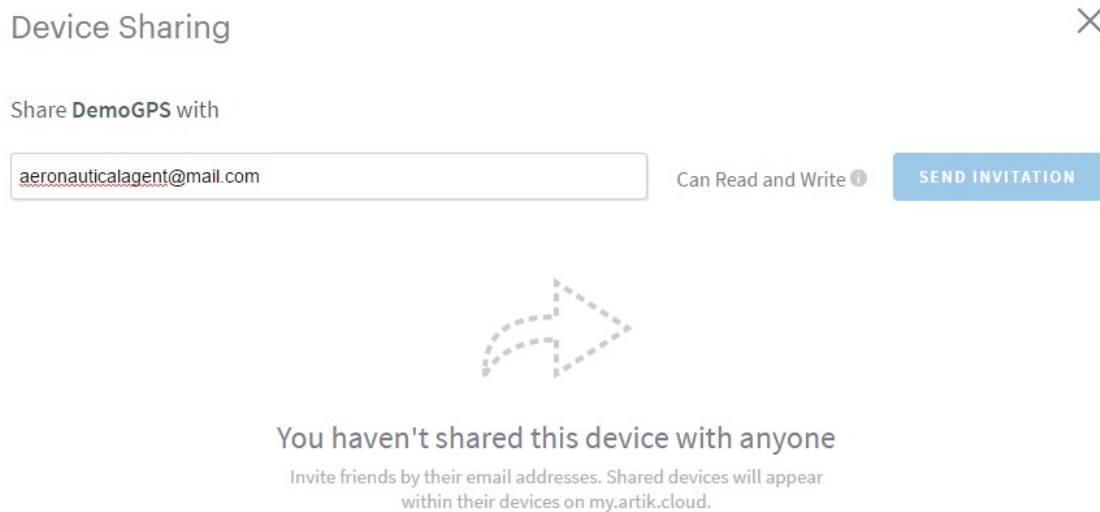 Device Sharing
Share DemoGPS with
aeronauticalagent@mail.com
Can Read and Write
SEND INVITATION
You haven't shared this device with anyone
Invite friends by their email addresses. Shared devices will appear
within their devices on my.artik.cloud.